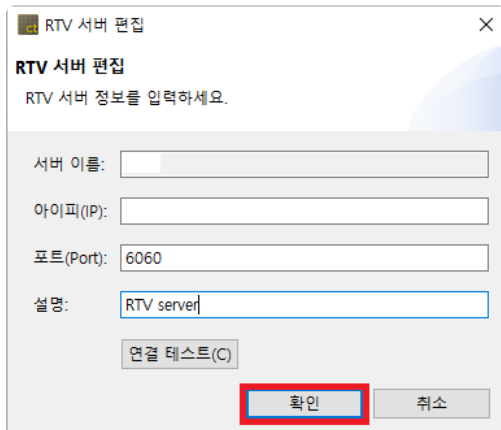 ct RTV 서버 편집
RTV 서버 편집
RTV 서버 정보를 입력하세요.
서버 이름:
아이피(IP):
포트(Port): 6060
설명: RTV server
연결 테스트(C)
확인 취소